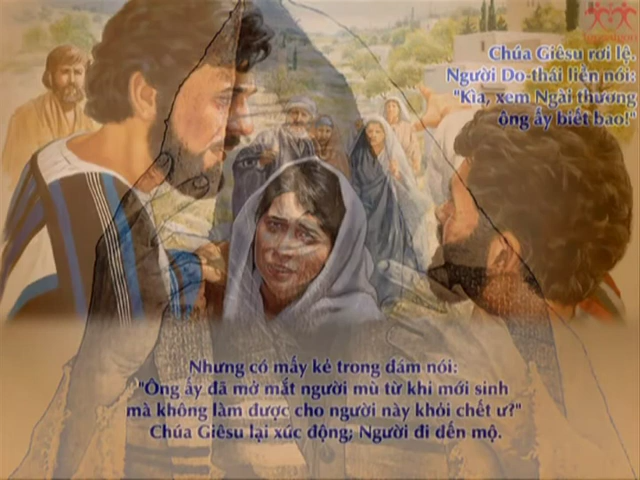 Chúa Giêsu rơi lệ.
Người Do-thái liền nói:
"Kìa, xem Ngài thương
ông ấy biết bao!"
Nhưng có mấy kẻ trong đám nói:
"Ông ấy đã mở mắt người mù từ khi mới sinh
mà không làm được cho người này khỏi chết ư?"
Chúa Giêsu lại xúc động; Người đi đến mộ.